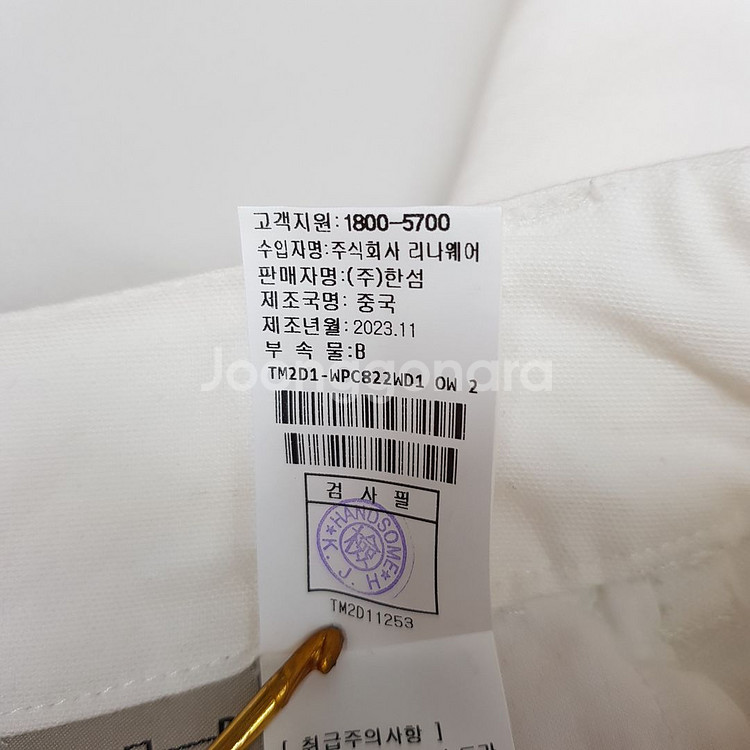 고객지원: 1800-5700
수입자명:주식회사 리나웨어
판매자명:(주)한섬
제조국명: 중국
제조년월: 2023.11
부 속 물:B
Joonggonara
TM2D1-WPC822WD1 OW 2
검 사 필
★HANDSOME★
檢
K.J.H
TM2D11253
[ 취급주의사항 ]